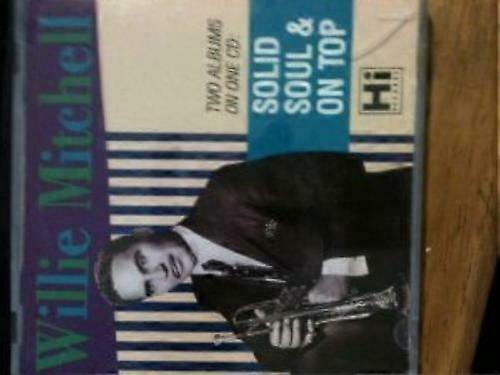 Willie Mitchell
TWO ALBUMS
ON ONE CD:
SOLID
SOUL &
ON TOP
Hi